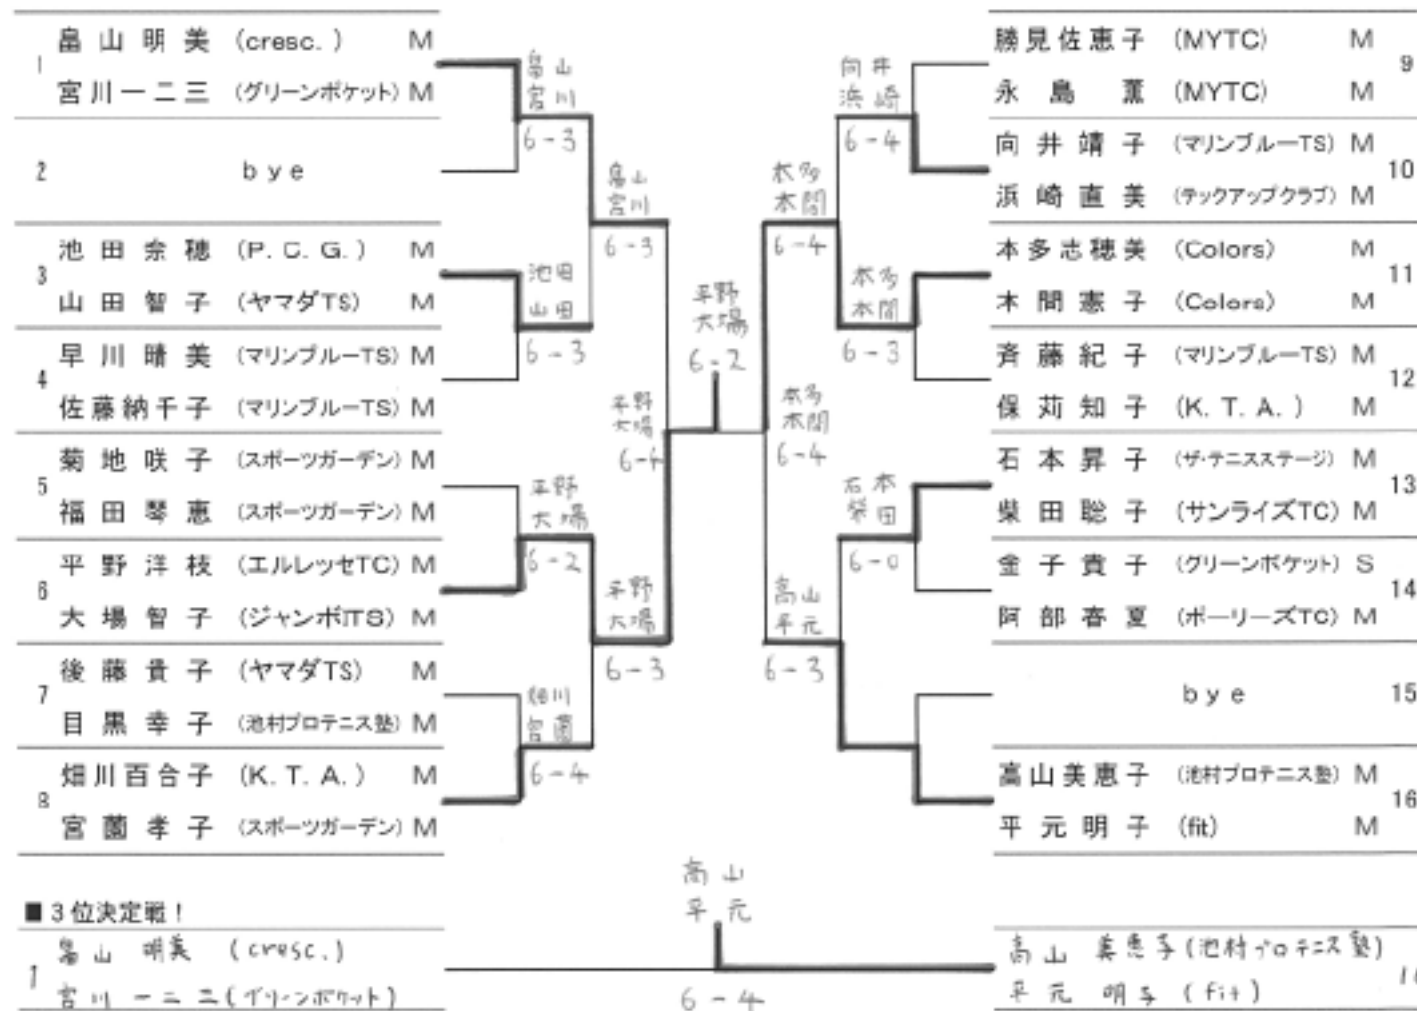 1 畠山明美 (cresc.) M
宮川一二三 (グリーンポケット) M
2 bye
3 池田奈穂 (P.C.G.) M
山田智子 (ヤマダTS) M
4 早川晴美 (マリンブルーTS) M
佐藤納千子 (マリンブルーTS) M
5 菊地咲子 (スポーツガーデン) M
福田琴恵 (スポーツガーデン) M
6 平野洋枝 (エルレッセTC) M
大場智子 (ジャンボITS) M
7 後藤貴子 (ヤマダTS) M
目黒幸子 (池村プロテニス塾) M
8 畑川百合子 (K.T.A.) M
宮薗孝子 (スポーツガーデン) M
畠山
宮川
6-3
池田
山田
6-3
平野
大場
6-2
畑川
宮薗
6-4
畠山
宮川
6-3
平野
大場
6-3
平野
大場
6-4
平野
大場
6-2
本多
本間
6-4
本多
本間
6-4
高山
平元
6-3
向井
浜崎
6-4
本多
本間
6-3
石本
柴田
6-0
勝見佐恵子 (MYTC) M 9
永島薫 (MYTC) M
向井靖子 (マリンブルーTS) M 10
浜崎直美 (テックアップクラブ) M
本多志穂美 (Colors) M 11
本間憲子 (Colors) M
斉藤紀子 (マリンブルーTS) M 12
保苅知子 (K.T.A.) M
石本昇子 (ザ・テニスステージ) M 13
柴田聡子 (サンライズTC) M
金子貴子 (グリーンポケット) S 14
阿部春夏 (ポーリーズTC) M
bye 15
高山美恵子 (池村プロテニス塾) M 16
平元明子 (fit) M
■3位決定戦!
1 畠山 明美 (cresc.)
宮川 一二三 (グリーンポケット)
高山
平元
6-4
高山 美恵子 (池村プロテニス塾)
平元 明子 (fit)